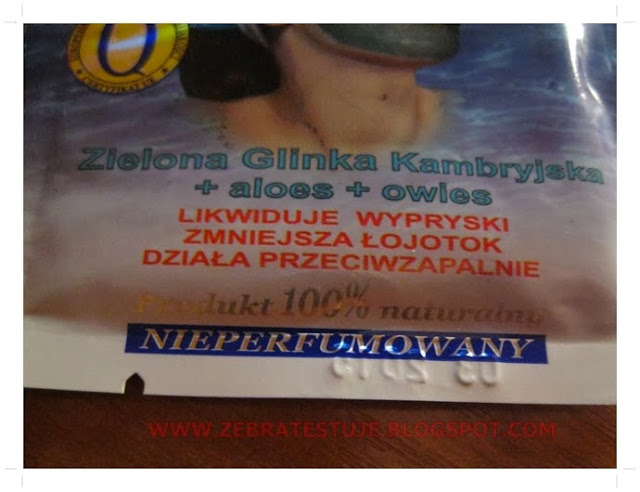 Q
CERTYFIKAT
Zielona Glinka Kambryjska
+ aloes + owies
LIKWIDUJE WYPRYSKI
ZMNIEJSZA ŁOJOTOK
DZIAŁA PRZECIWZAPALNIE
Produkt 100% naturalny
NIEPERFUMOWANY
WWW.ZEBRATESTUJE.BLOGSPOT.COM